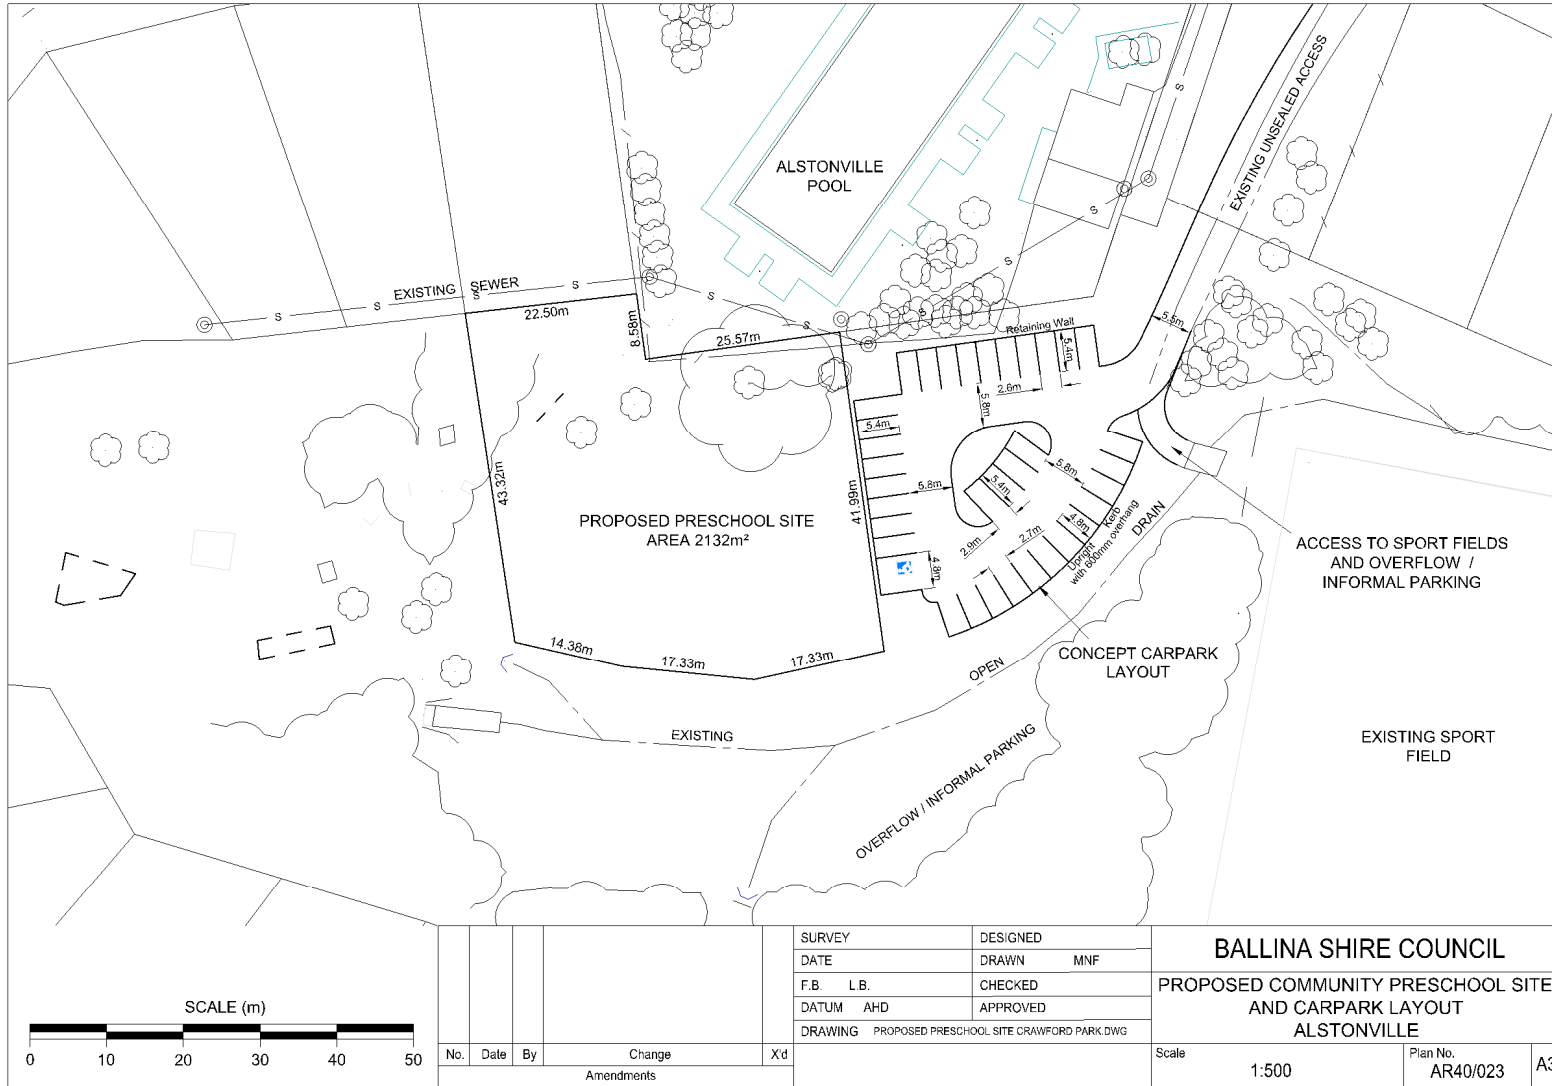 ALSTONVILLE
POOL
EXISTING UNSEALED ACCESS
EXISTING SEWER
S
S
S
S
S
S
S
S
S
S
22.50m
8.58m
25.57m
Retaining Wall
5.5m
5.4m
2.6m
5.8m
5.4m
43.32m
41.99m
5.8m
5.4m
5.8m
PROPOSED PRESCHOOL SITE
AREA 2132m²
2.9m
2.7m
4.8m
4.8m
Upright Kerb
with 600mm overhang
DRAIN
ACCESS TO SPORT FIELDS
AND OVERFLOW /
INFORMAL PARKING
14.38m
17.33m
17.33m
OPEN
CONCEPT CARPARK
LAYOUT
EXISTING
OVERFLOW / INFORMAL PARKING
EXISTING SPORT
FIELD
SCALE (m)
0 10 20 30 40 50
No. Date By Change X'd
Amendments
SURVEY DESIGNED
DATE DRAWN MNF
F.B. L.B. CHECKED
DATUM AHD APPROVED
DRAWING PROPOSED PRESCHOOL SITE CRAWFORD PARK.DWG
BALLINA SHIRE COUNCIL
PROPOSED COMMUNITY PRESCHOOL SITE
AND CARPARK LAYOUT
ALSTONVILLE
Scale
1:500
Plan No.
AR40/023
A3